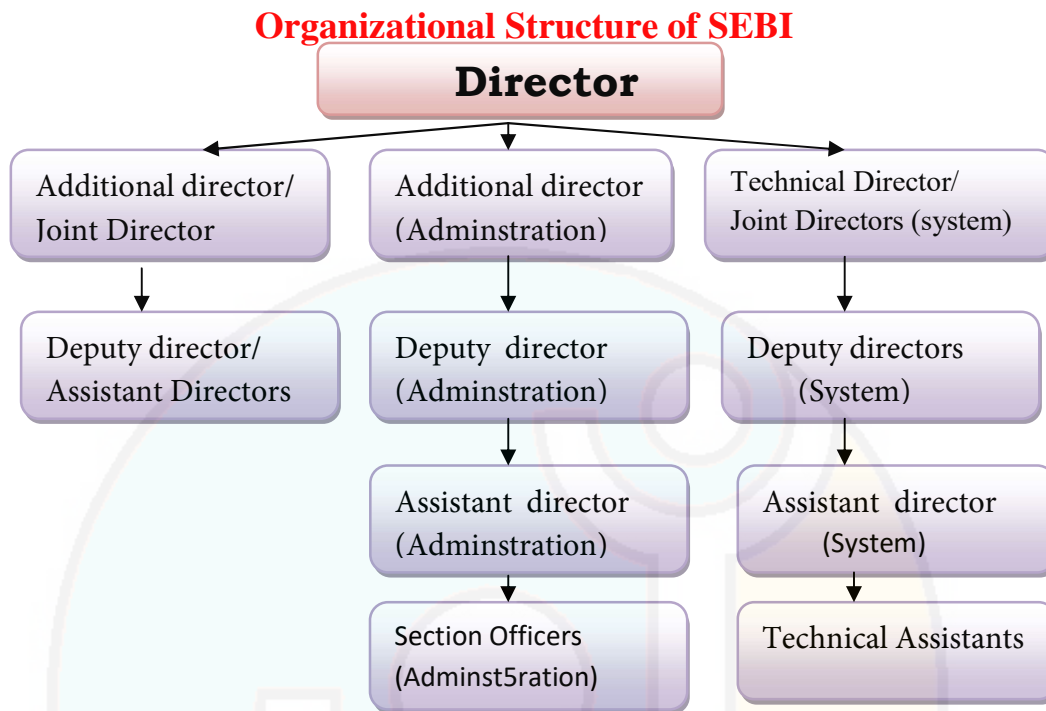 Organizational Structure of SEBI
Director
Additional director/
Joint Director
Additional director
(Adminstration)
Technical Director/
Joint Directors (system)
Deputy director/
Assistant Directors
Deputy director
(Adminstration)
Deputy directors
(System)
Assistant director
(Adminstration)
Assistant director
(System)
Section Officers
(Adminst5ration)
Technical Assistants